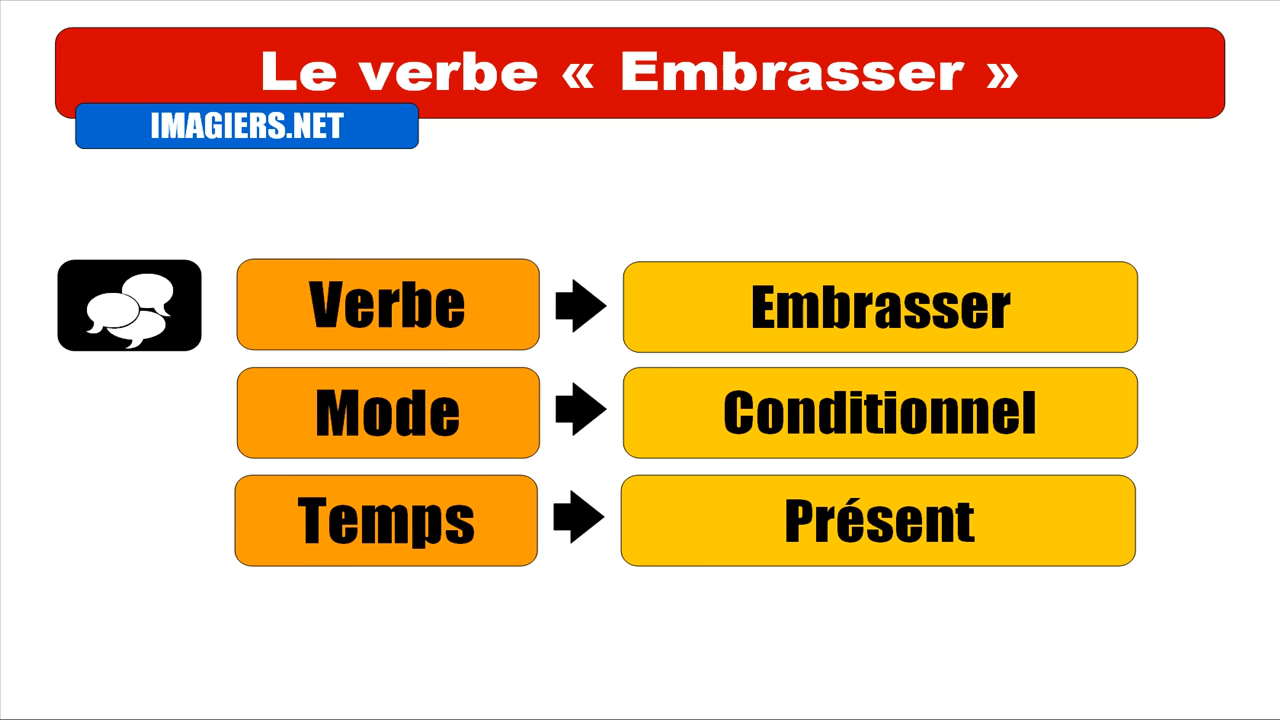 Le verbe « Embrasser »
IMAGIERS.NET
Verbe Embrasser
Mode Conditionnel
Temps Présent